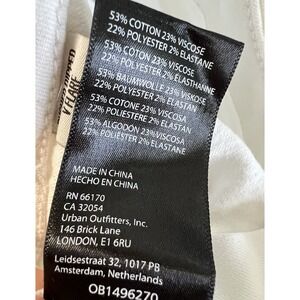 53% COTTON 23% VISCOSE
22% POLYESTER 2% ELASTANE
53% COTON 23% VISCOSE
22% POLYESTER 2% ELASTHANNE
53% BAUMWOLLE 23% VISKOSE
22% POLYESTER 2% ELASTAN
53% COTONE 23% VISCOSA
22% POLIESTERE 2% ELASTAN
53% ALGODON 23% VISCOSA
22% POLIÉSTER 2% ELASTANE
MADE IN CHINA
HECHO EN CHINA
RN 66170
CA 32054
Urban Outfitters, Inc.
146 Brick Lane
LONDON, E1 6RU
Leidsestraat 32, 1017 PB
Amsterdam, Netherlands
OB1496270